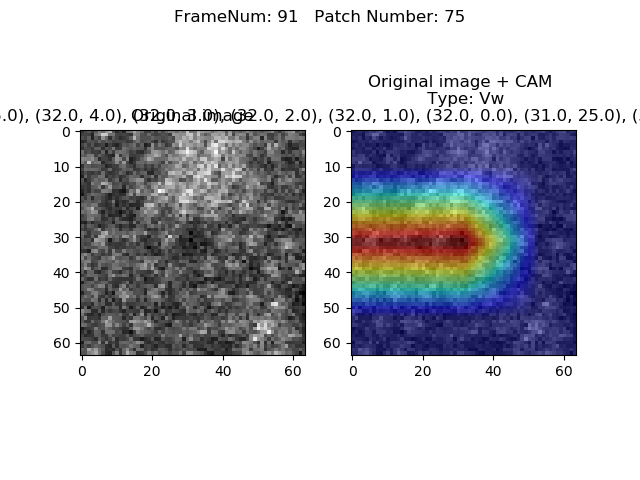 FrameNum: 91   Patch Number: 75
Original image + CAM
Type: Vw
.0), (32.0, 4.0), (32.0, 3.0), (32.0, 2.0), (32.0, 1.0), (32.0, 0.0), (31.0, 25.0), (
Original image
0
10
20
30
40
50
60
0 20 40 60
0
10
20
30
40
50
60
0 20 40 60